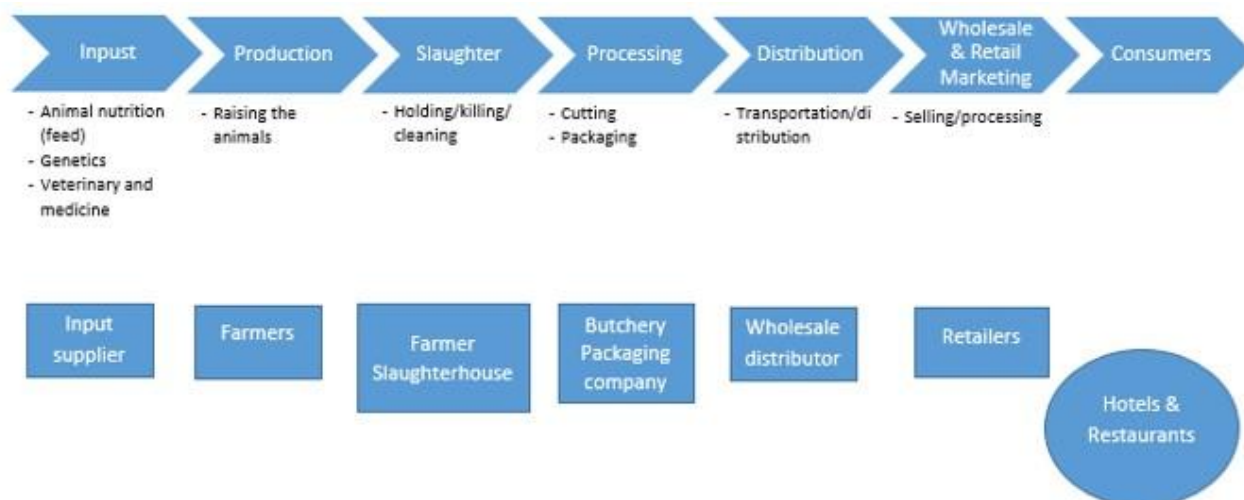 Inpust
Production
Slaughter
Processing
Distribution
Wholesale
& Retail
Marketing
Consumers
- Animal nutrition
(feed)
- Genetics
- Veterinary and
medicine
- Raising the
animals
- Holding/killing/
cleaning
- Cutting
- Packaging
- Transportation/di
stribution
- Selling/processing
Input
supplier
Farmers
Farmer
Slaughterhouse
Butchery
Packaging
company
Wholesale
distributor
Retailers
Hotels &
Restaurants